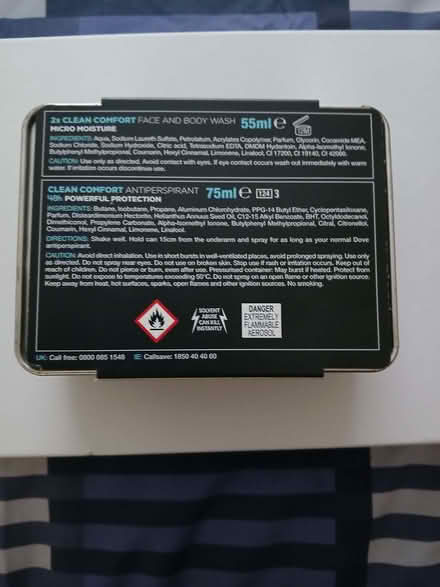 2x CLEAN COMFORT FACE AND BODY WASH 55ml e 12M
MICRO MOISTURE
INGREDIENTS: Aqua, Sodium Laureth Sulfate, Petrolatum, Acrylates Copolymer, Parfum, Glycerin, Cocamide MEA,
Sodium Chloride, Sodium Hydroxide, Citric acid, Tetrasodium EDTA, DMDM Hydantoin, Alpha-Isomethyl Ionone,
Butylphenyl Methylpropional, Coumarin, Hexyl Cinnamal, Limonene, Linalool, CI 17200, CI 19140, CI 42090.
CAUTION: Use only as directed. Avoid contact with eyes. If eye contact occurs wash out immediately with warm
water. If irritation occurs discontinue use.
CLEAN COMFORT ANTIPERSPIRANT 75ml e 124 3
48h POWERFUL PROTECTION
INGREDIENTS: Butane, Isobutane, Propane, Aluminum Chlorohydrate, PPG-14 Butyl Ether, Cyclopentasiloxane,
Parfum, Disteardimonium Hectorite, Helianthus Annuus Seed Oil, C12-15 Alkyl Benzoate, BHT, Octyldodecanol,
Dimethiconol, Propylene Carbonate, Alpha-Isomethyl Ionone, Butylphenyl Methylpropional, Citral, Citronellol,
Coumarin, Hexyl Cinnamal, Limonene, Linalool.
DIRECTIONS: Shake well. Hold can 15cm from the underarm and spray for as long as your normal Dove
antiperspirant.
CAUTION: Avoid direct inhalation. Use in short bursts in well-ventilated places, avoid prolonged spraying. Use only
as directed. Do not spray near eyes. Do not use on broken skin. Stop use if rash or irritation occurs. Keep out of
reach of children. Do not pierce or burn, even after use. Pressurised container: May burst if heated. Protect from
sunlight. Do not expose to temperatures exceeding 50°C. Do not spray on an open flame or other ignition source.
Keep away from heat, hot surfaces, sparks, open flames and other ignition sources. No smoking.
SOLVENT
ABUSE
CAN KILL
INSTANTLY
DANGER
EXTREMELY
FLAMMABLE
AEROSOL
UK: Call free: 0800 085 1548 IE: Callsave: 1850 40 40 60